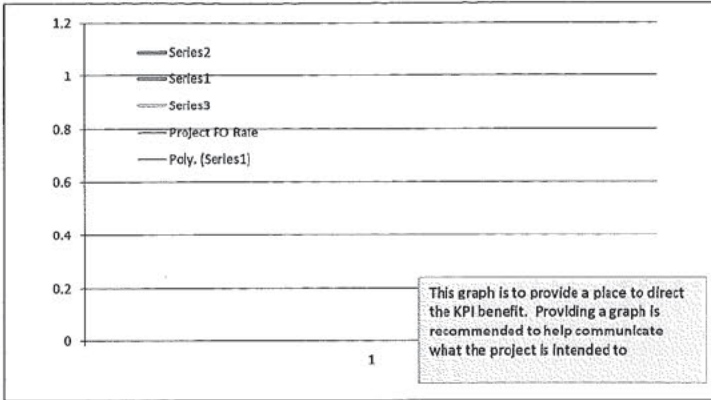 1.2
1
0.8
0.6
0.4
0.2
0
Series2
Series1
Series3
Project FO Rate
Poly. (Series1)
1
This graph is to provide a place to direct
the KPI benefit. Providing a graph is
recommended to help communicate
what the project is intended to